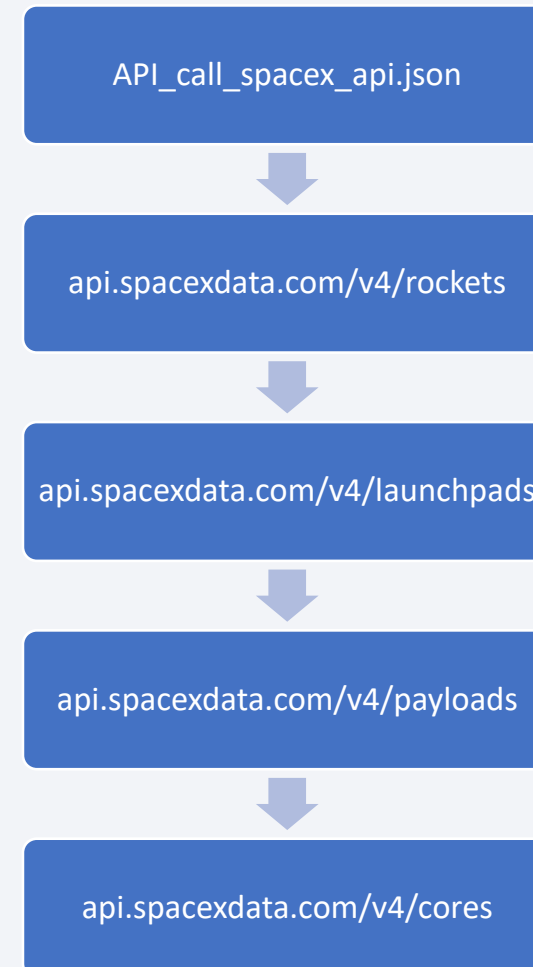 API_call_spacex_api.json
api.spacexdata.com/v4/rockets
api.spacexdata.com/v4/launchpads
api.spacexdata.com/v4/payloads
api.spacexdata.com/v4/cores